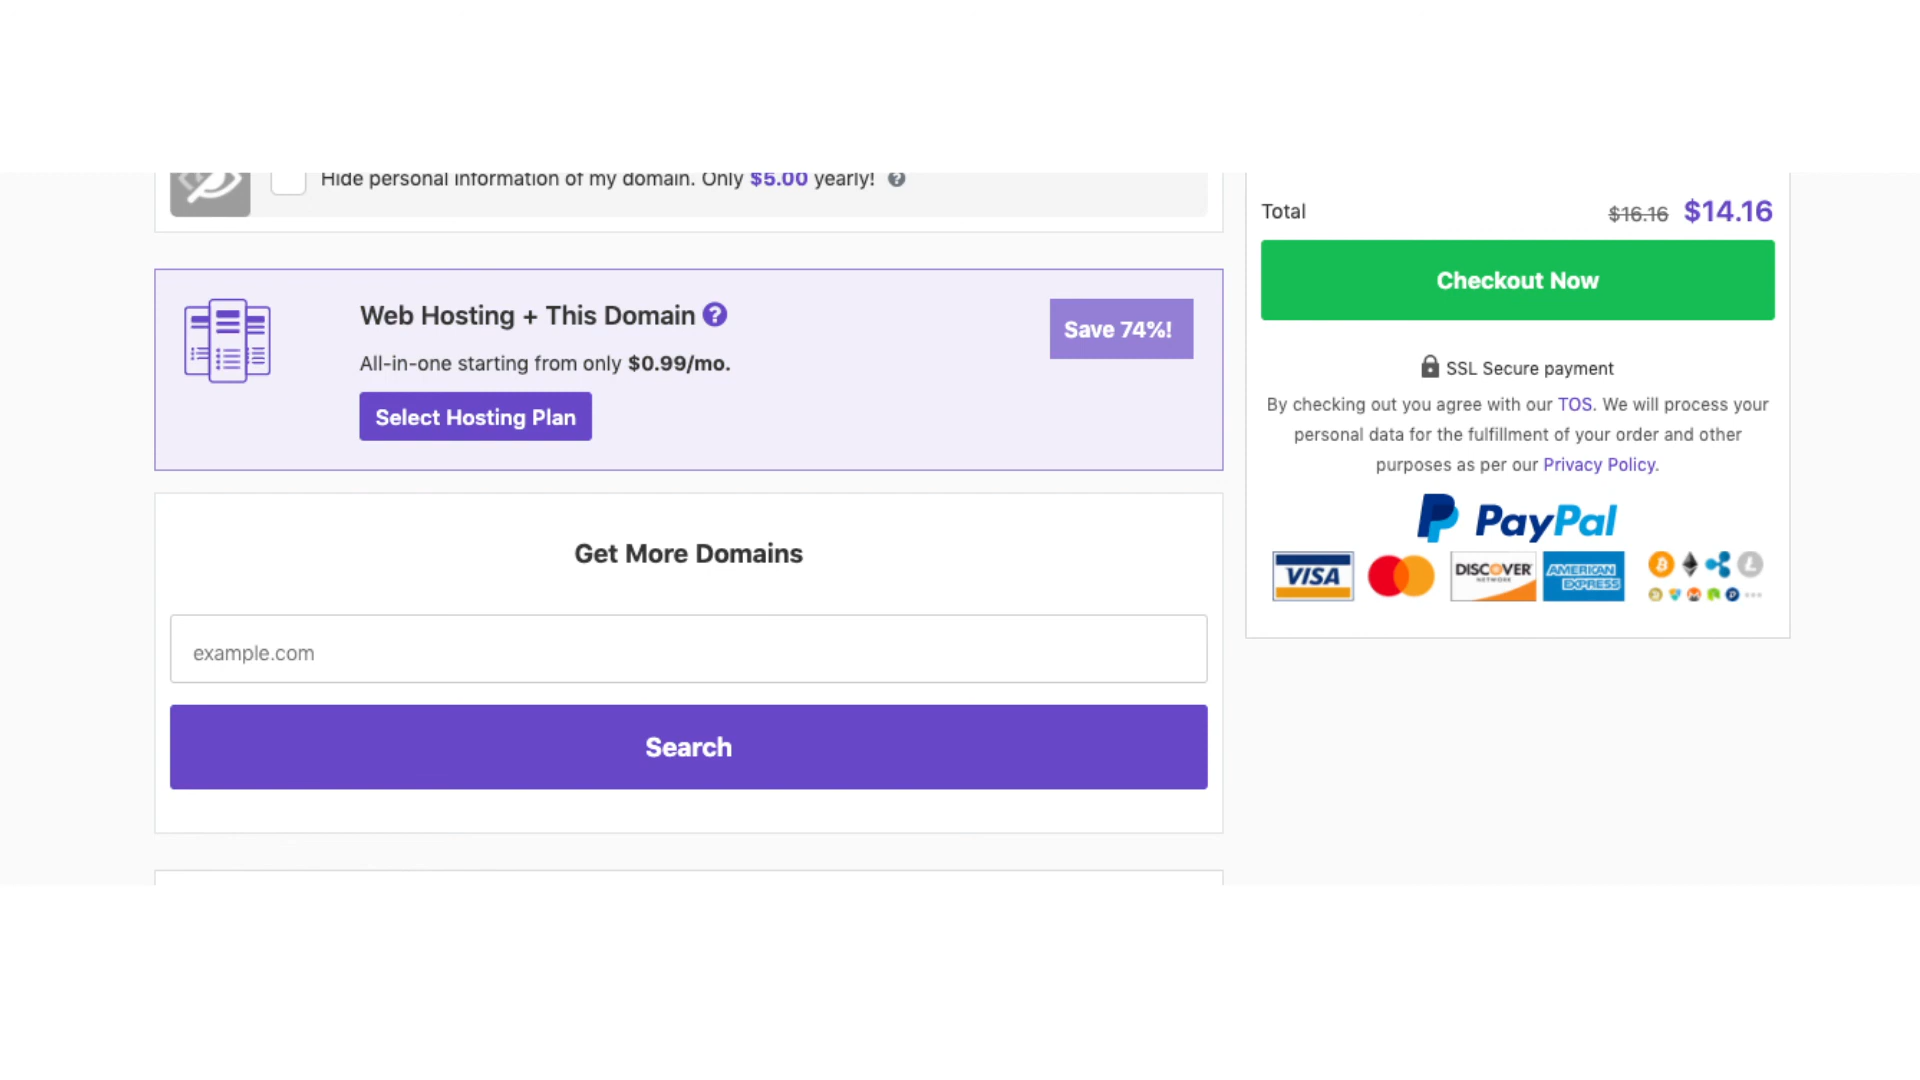 Hide personal information of my domain. Only $5.00 yearly! ?
Web Hosting + This Domain ?
Save 74%!
All-in-one starting from only $0.99/mo.
Select Hosting Plan
Get More Domains
example.com
Search
Total $16.16 $14.16
Checkout Now
SSL Secure payment
By checking out you agree with our TOS. We will process your
personal data for the fulfillment of your order and other
purposes as per our Privacy Policy.
PayPal
VISA
DISCOVER
NETWORK
AMERICAN
EXPRESS